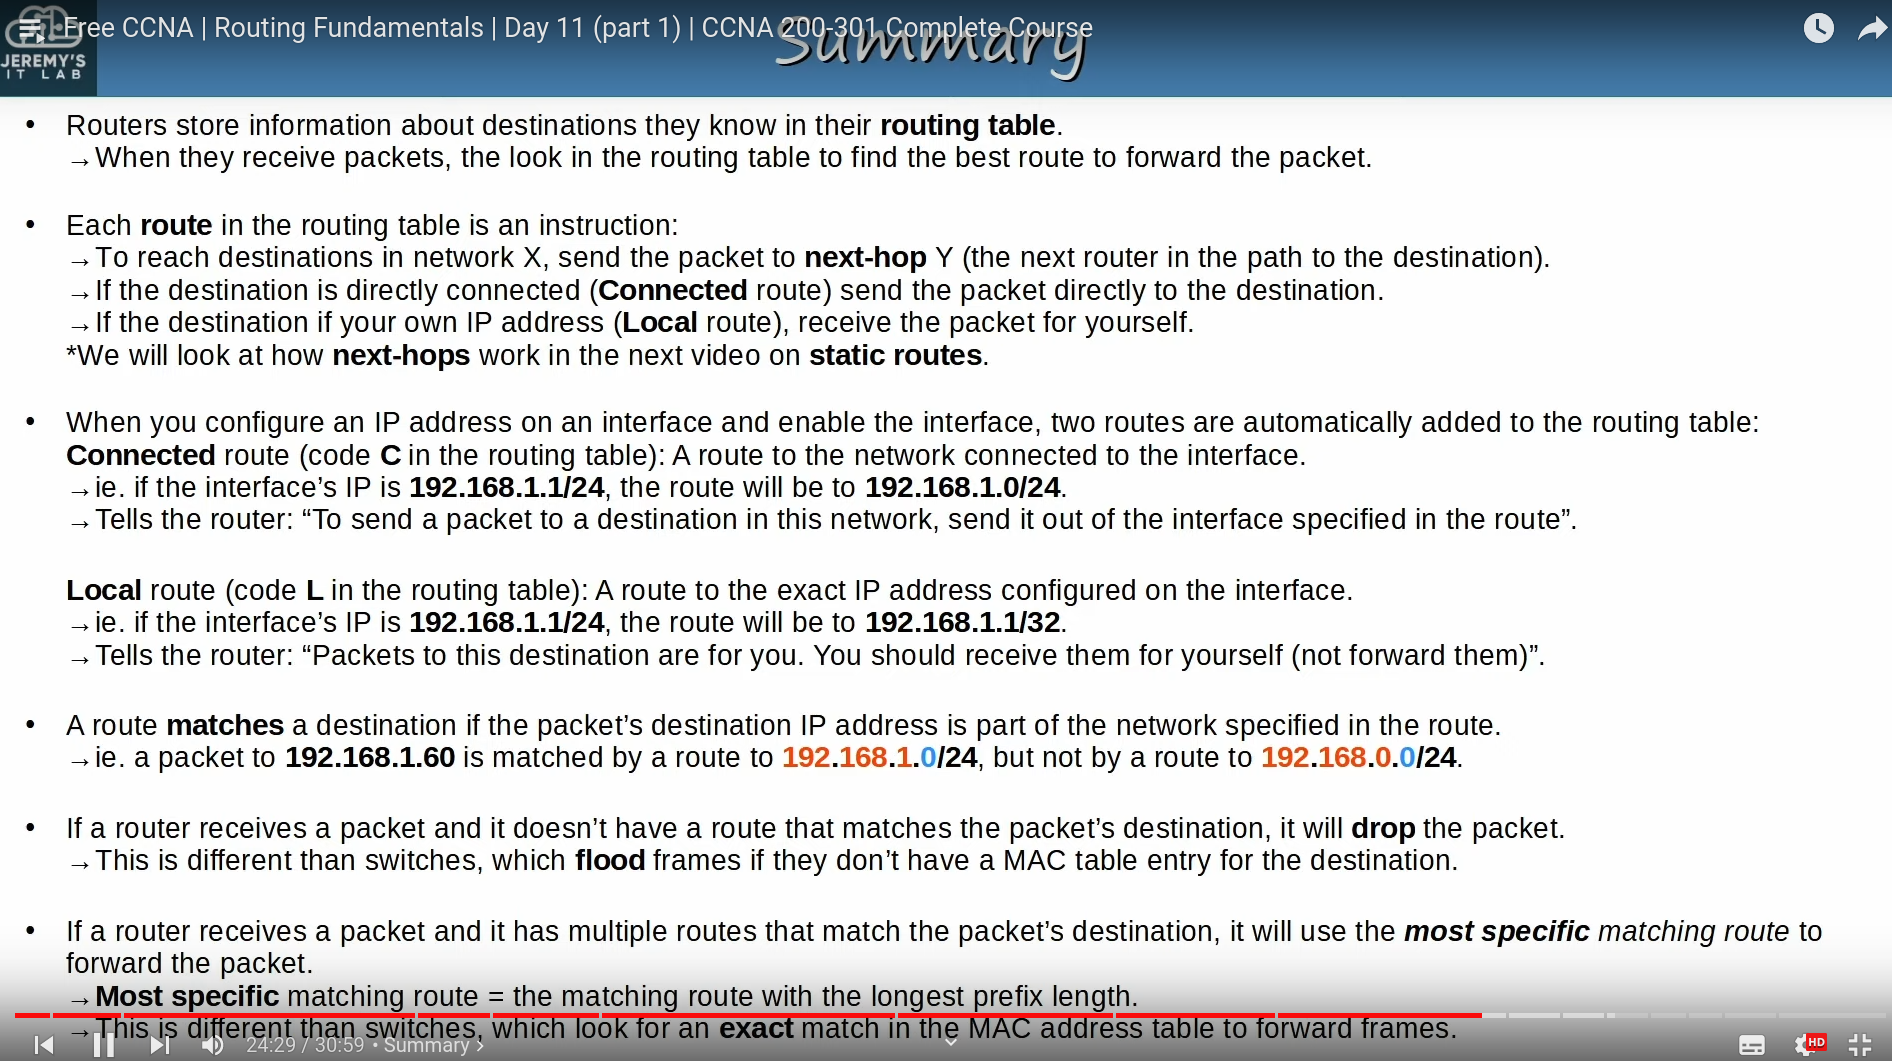 Free CCNA | Routing Fundamentals | Day 11 (part 1) | CCNA 200-301 Complete Course
Summary
JEREMY'S
IT LAB
• Routers store information about destinations they know in their routing table.
→ When they receive packets, the look in the routing table to find the best route to forward the packet.
• Each route in the routing table is an instruction:
→ To reach destinations in network X, send the packet to next-hop Y (the next router in the path to the destination).
→ If the destination is directly connected (Connected route) send the packet directly to the destination.
→ If the destination if your own IP address (Local route), receive the packet for yourself.
*We will look at how next-hops work in the next video on static routes.
• When you configure an IP address on an interface and enable the interface, two routes are automatically added to the routing table:
Connected route (code C in the routing table): A route to the network connected to the interface.
→ ie. if the interface's IP is 192.168.1.1/24, the route will be to 192.168.1.0/24.
→ Tells the router: “To send a packet to a destination in this network, send it out of the interface specified in the route”.
Local route (code L in the routing table): A route to the exact IP address configured on the interface.
→ ie. if the interface's IP is 192.168.1.1/24, the route will be to 192.168.1.1/32.
→ Tells the router: “Packets to this destination are for you. You should receive them for yourself (not forward them)”.
• A route matches a destination if the packet's destination IP address is part of the network specified in the route.
→ ie. a packet to 192.168.1.60 is matched by a route to 192.168.1.0/24, but not by a route to 192.168.0.0/24.
• If a router receives a packet and it doesn't have a route that matches the packet's destination, it will drop the packet.
→ This is different than switches, which flood frames if they don't have a MAC table entry for the destination.
• If a router receives a packet and it has multiple routes that match the packet's destination, it will use the most specific matching route to
forward the packet.
→ Most specific matching route = the matching route with the longest prefix length.
→ This is different than switches, which look for an exact match in the MAC address table to forward frames.
24:29 / 30:59 • Summary >
HD